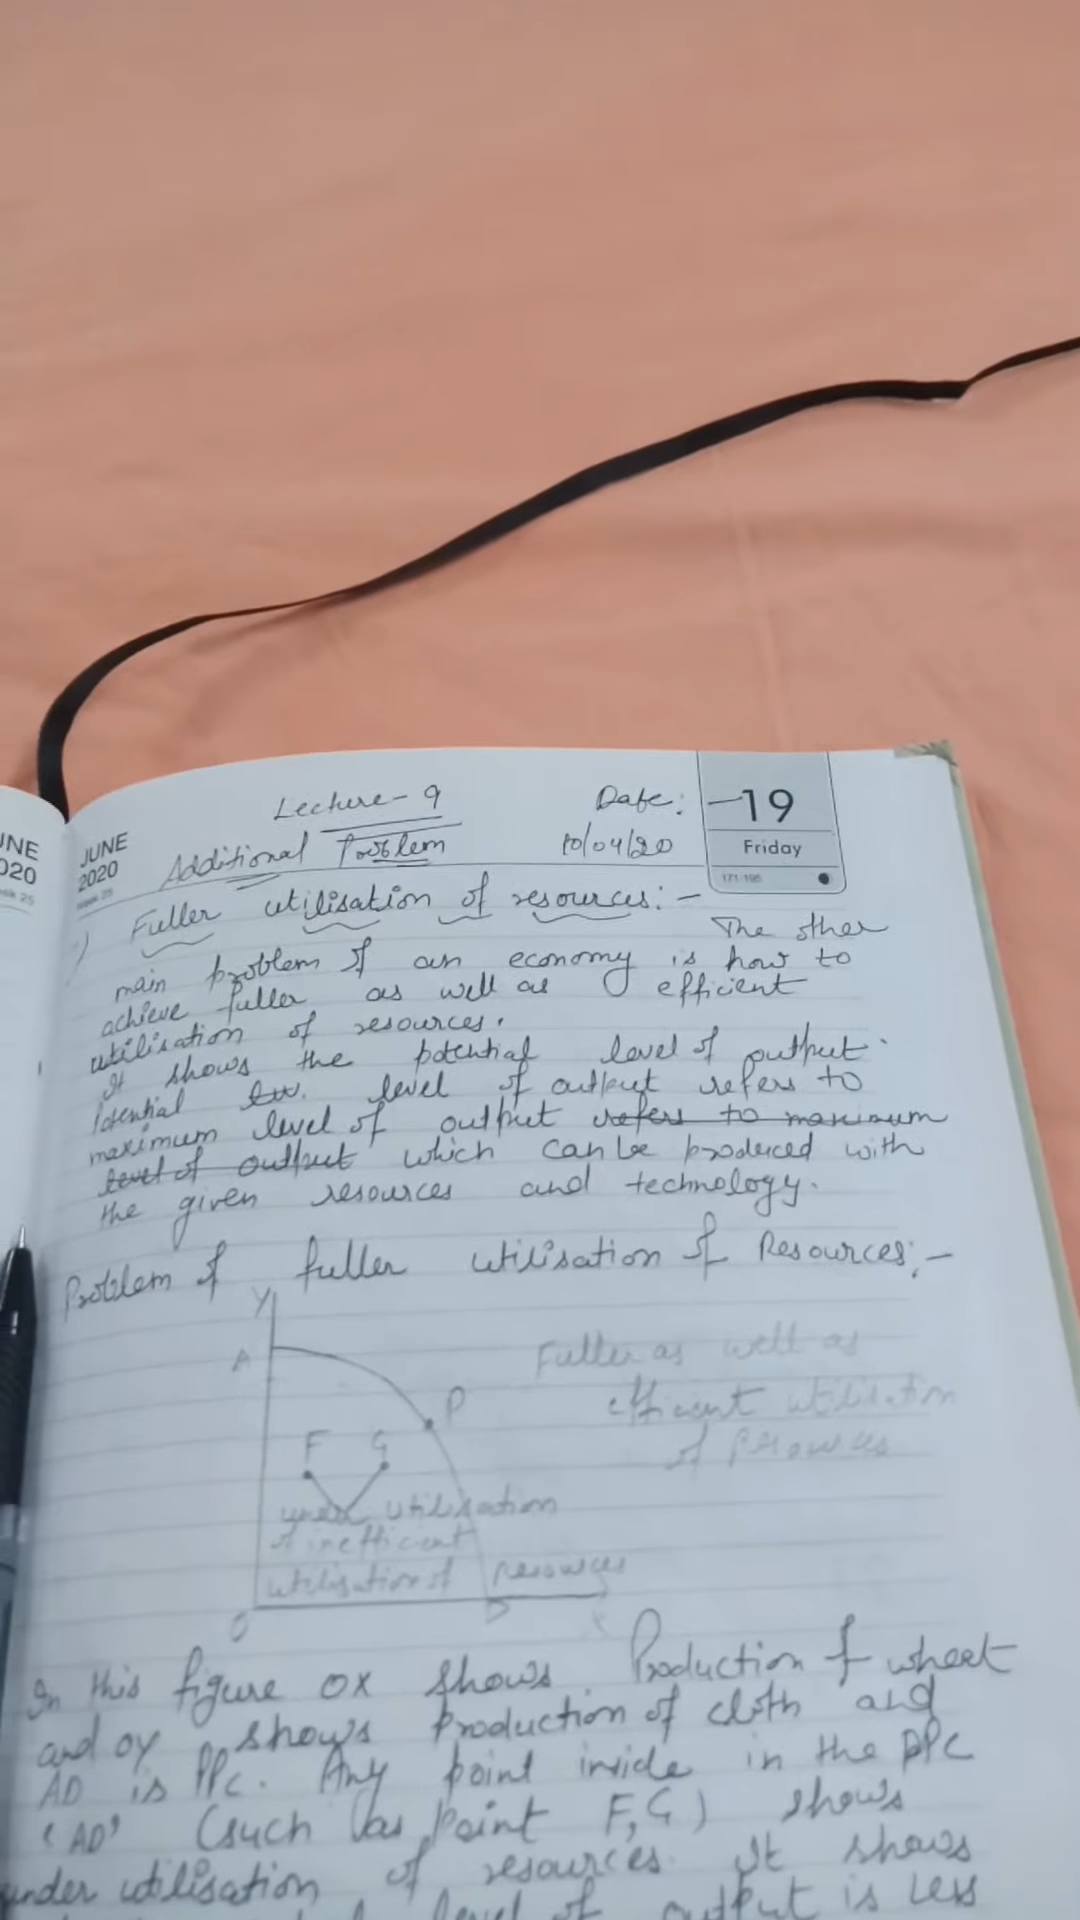 UNE
020
JUNE
2020
Lecture-9
Date:
10/04/20
19
Friday
Additional Problem
Fuller utilisation of resources:-
The other
main problem of an economy is how to
achieve fuller as well as efficient
utilisation of resources.
It shows the potential level of output.
Potential level of output refers to
maximum level of output refers to maximum
level of output which can be produced with
the given resources and technology.
Problem of fuller utilisation of Resources:-
Y
A
P
Fuller as well as
efficient utilisation
of resources
F G
under utilisation
inefficient
utilisation of resources
O D X
In this figure ox shows Production of wheat
and oy shows production of cloth and
AD is PPC. Any point inside in the PPC
'AD' (such as point F,G) shows
under utilisation of resources. It shows
level of output is less